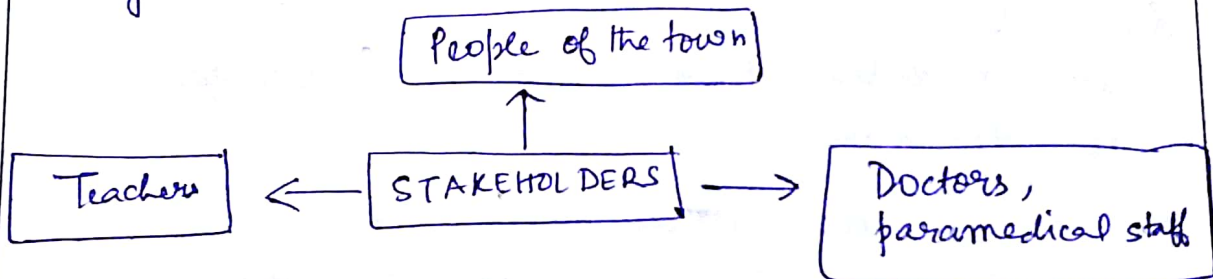 People of the town
Teachers
STAKEHOLDERS
Doctors,
paramedical staff